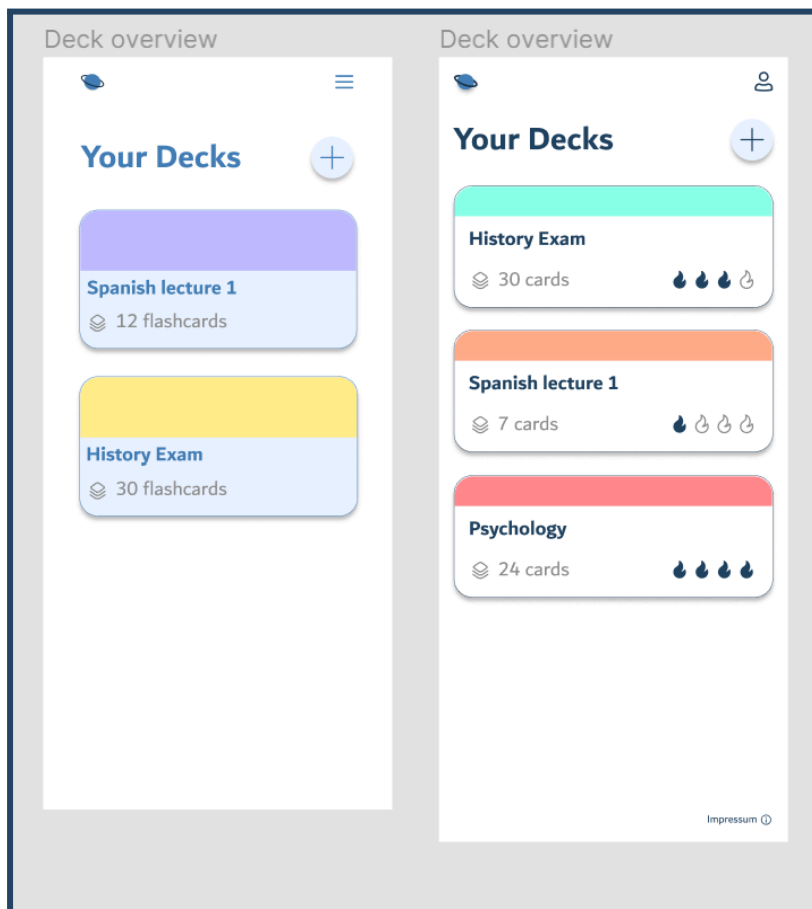 Deck overview
Your Decks
Spanish lecture 1
12 flashcards
History Exam
30 flashcards
Deck overview
Your Decks
History Exam
30 cards
Spanish lecture 1
7 cards
Psychology
24 cards
Impressum